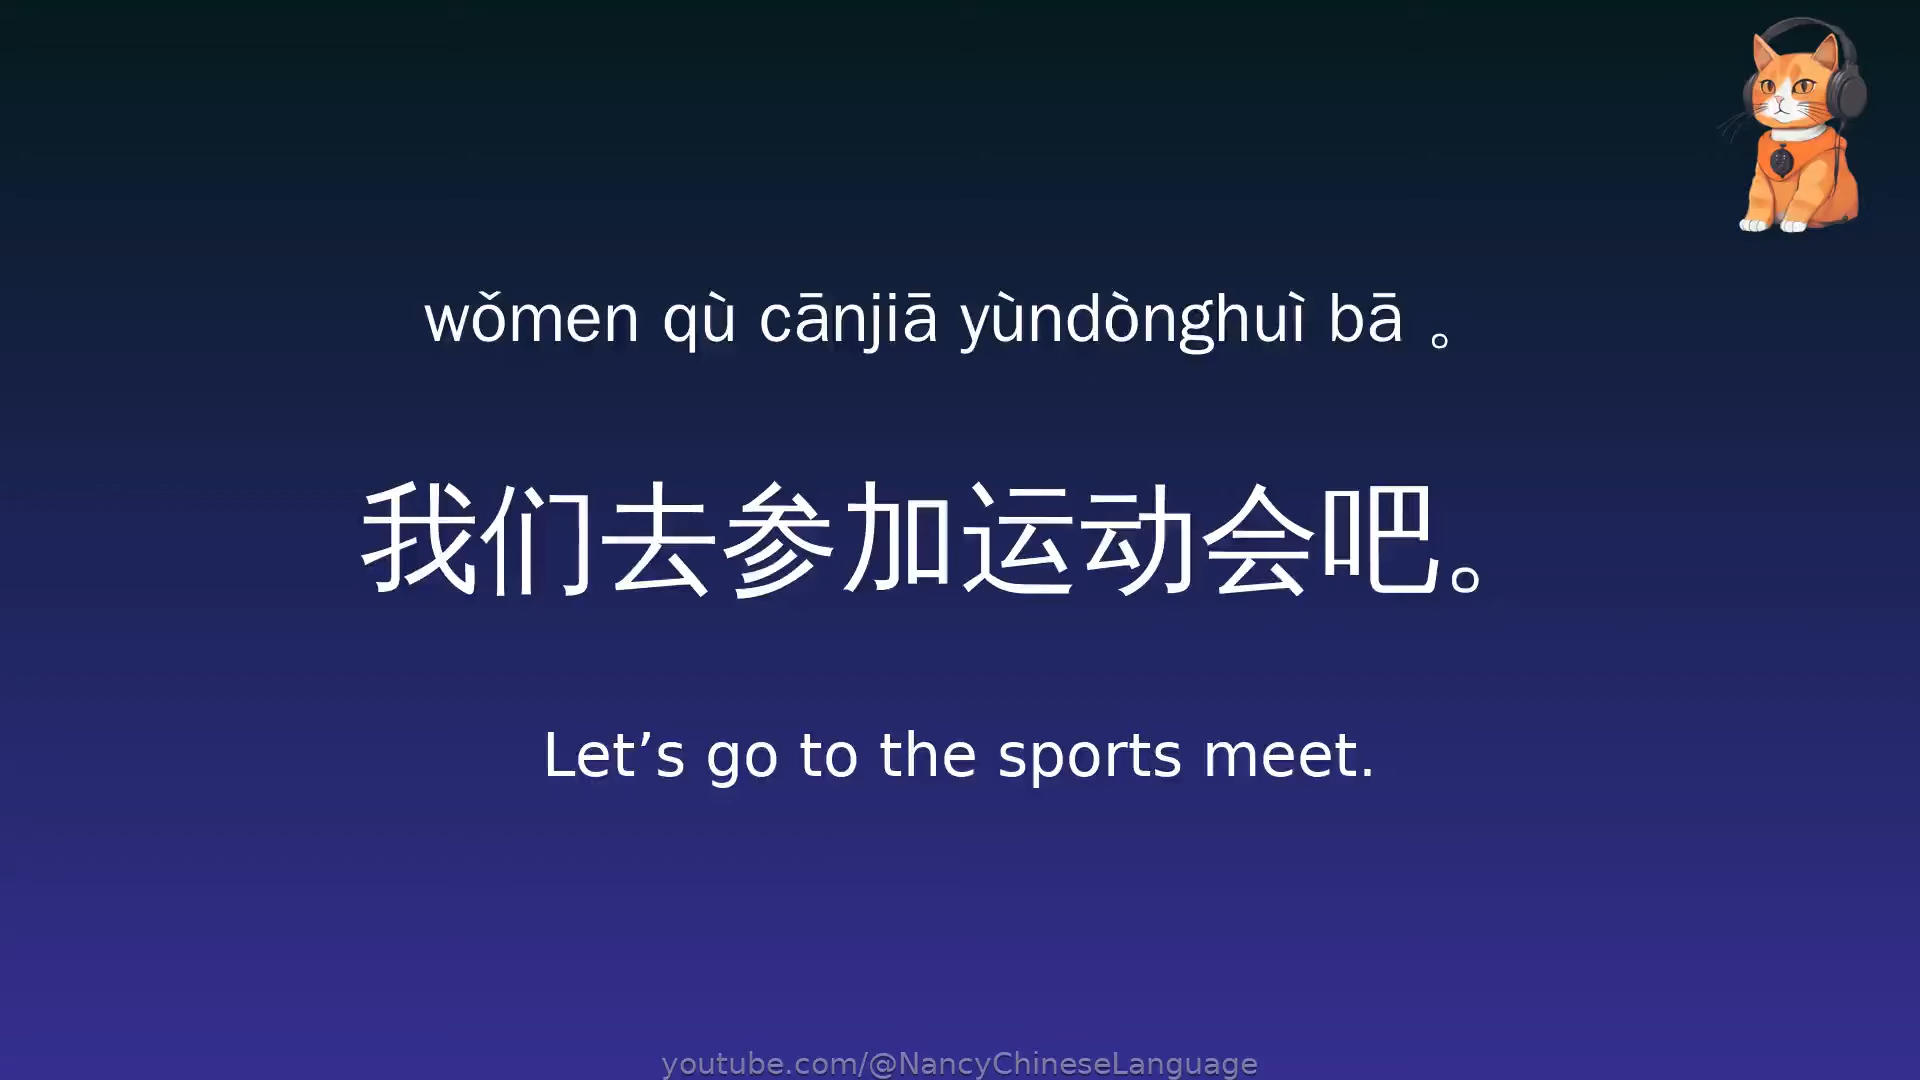 wǒmen qù cānjiā yùndònghuì bā 。
我们去参加运动会吧。
Let’s go to the sports meet.
youtube.com/@NancyChineseLanguage